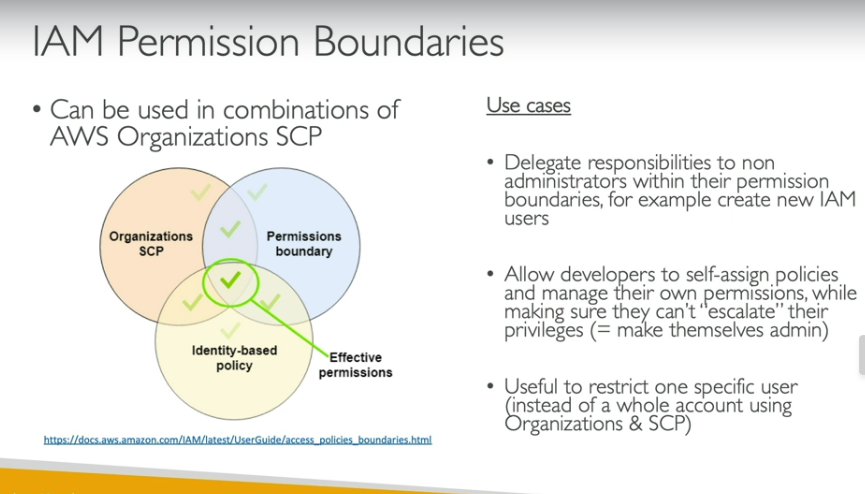 IAM Permission Boundaries
• Can be used in combinations of
AWS Organizations SCP
Organizations
SCP
Permissions
boundary
Identity-based
policy
Effective
permissions
https://docs.aws.amazon.com/IAM/latest/UserGuide/access_policies_boundaries.html
Use cases
• Delegate responsibilities to non
administrators within their permission
boundaries, for example create new IAM
users
• Allow developers to self-assign policies
and manage their own permissions, while
making sure they can't "escalate" their
privileges (= make themselves admin)
• Useful to restrict one specific user
(instead of a whole account using
Organizations & SCP)